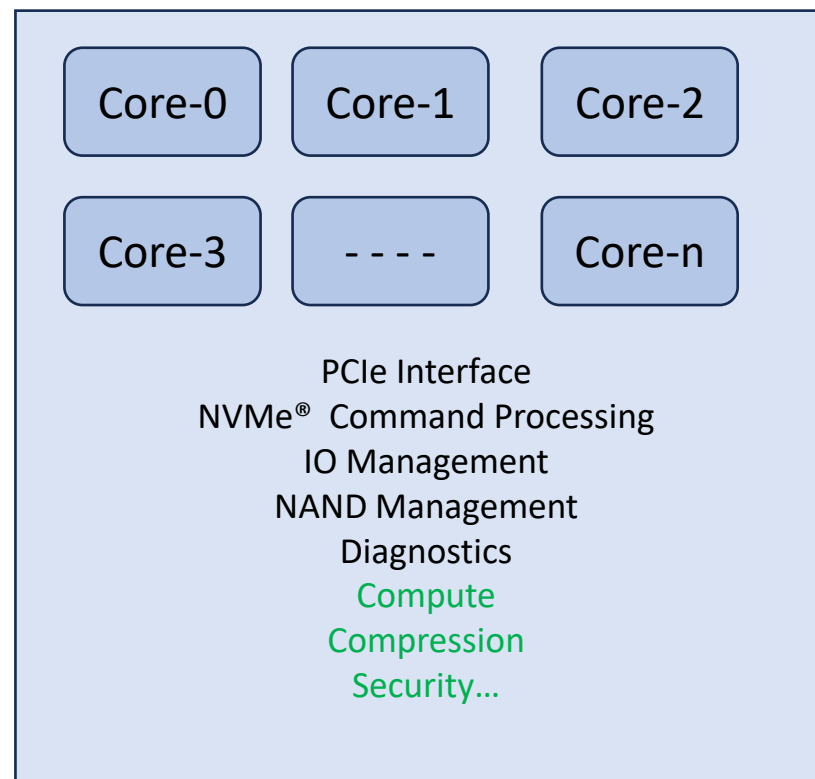 Core-0 Core-1 Core-2
Core-3 - - - - Core-n
PCIe Interface
NVMe® Command Processing
IO Management
NAND Management
Diagnostics
Compute
Compression
Security…